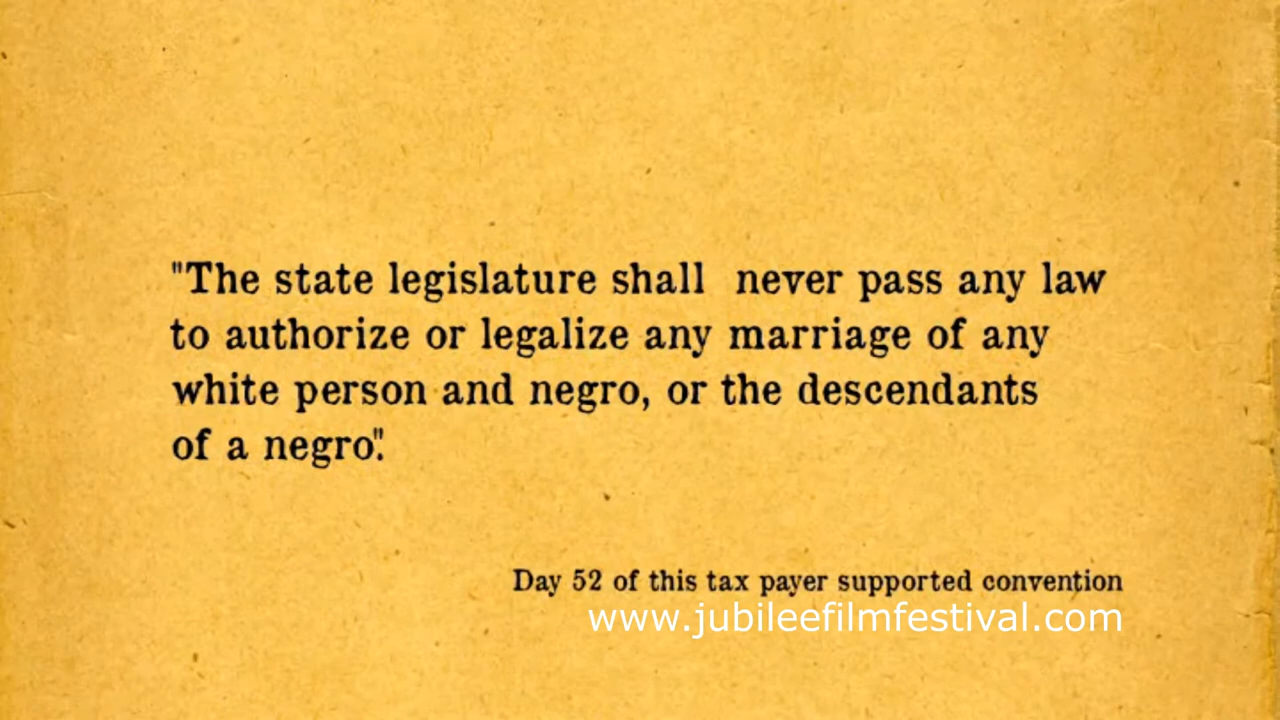 "The state legislature shall never pass any law
to authorize or legalize any marriage of any
white person and negro, or the descendants
of a negro".
Day 52 of this tax payer supported convention
www.jubileefilmfestival.com